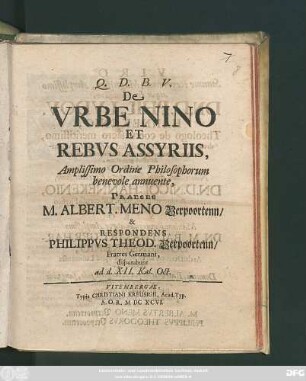 7
Q. D. B. V.
De
VRBE NINO
ET
REBVS ASSYRIIS,
Amplissimo Ordine Philosophorum
benevole annuente,
PRAESES
M. ALBERT. MENO Verpoortenn/
&
RESPONDENS
PHILIPPVS THEOD. Verpoortenn/
Fratres Germani,
disputabunt
ad d. XII. Kal. Oct.
VITEMBERGAE,
Typis CHRISTIANI KREUSIGII, Acad. Typ.
A. O. R. M DC XCVI